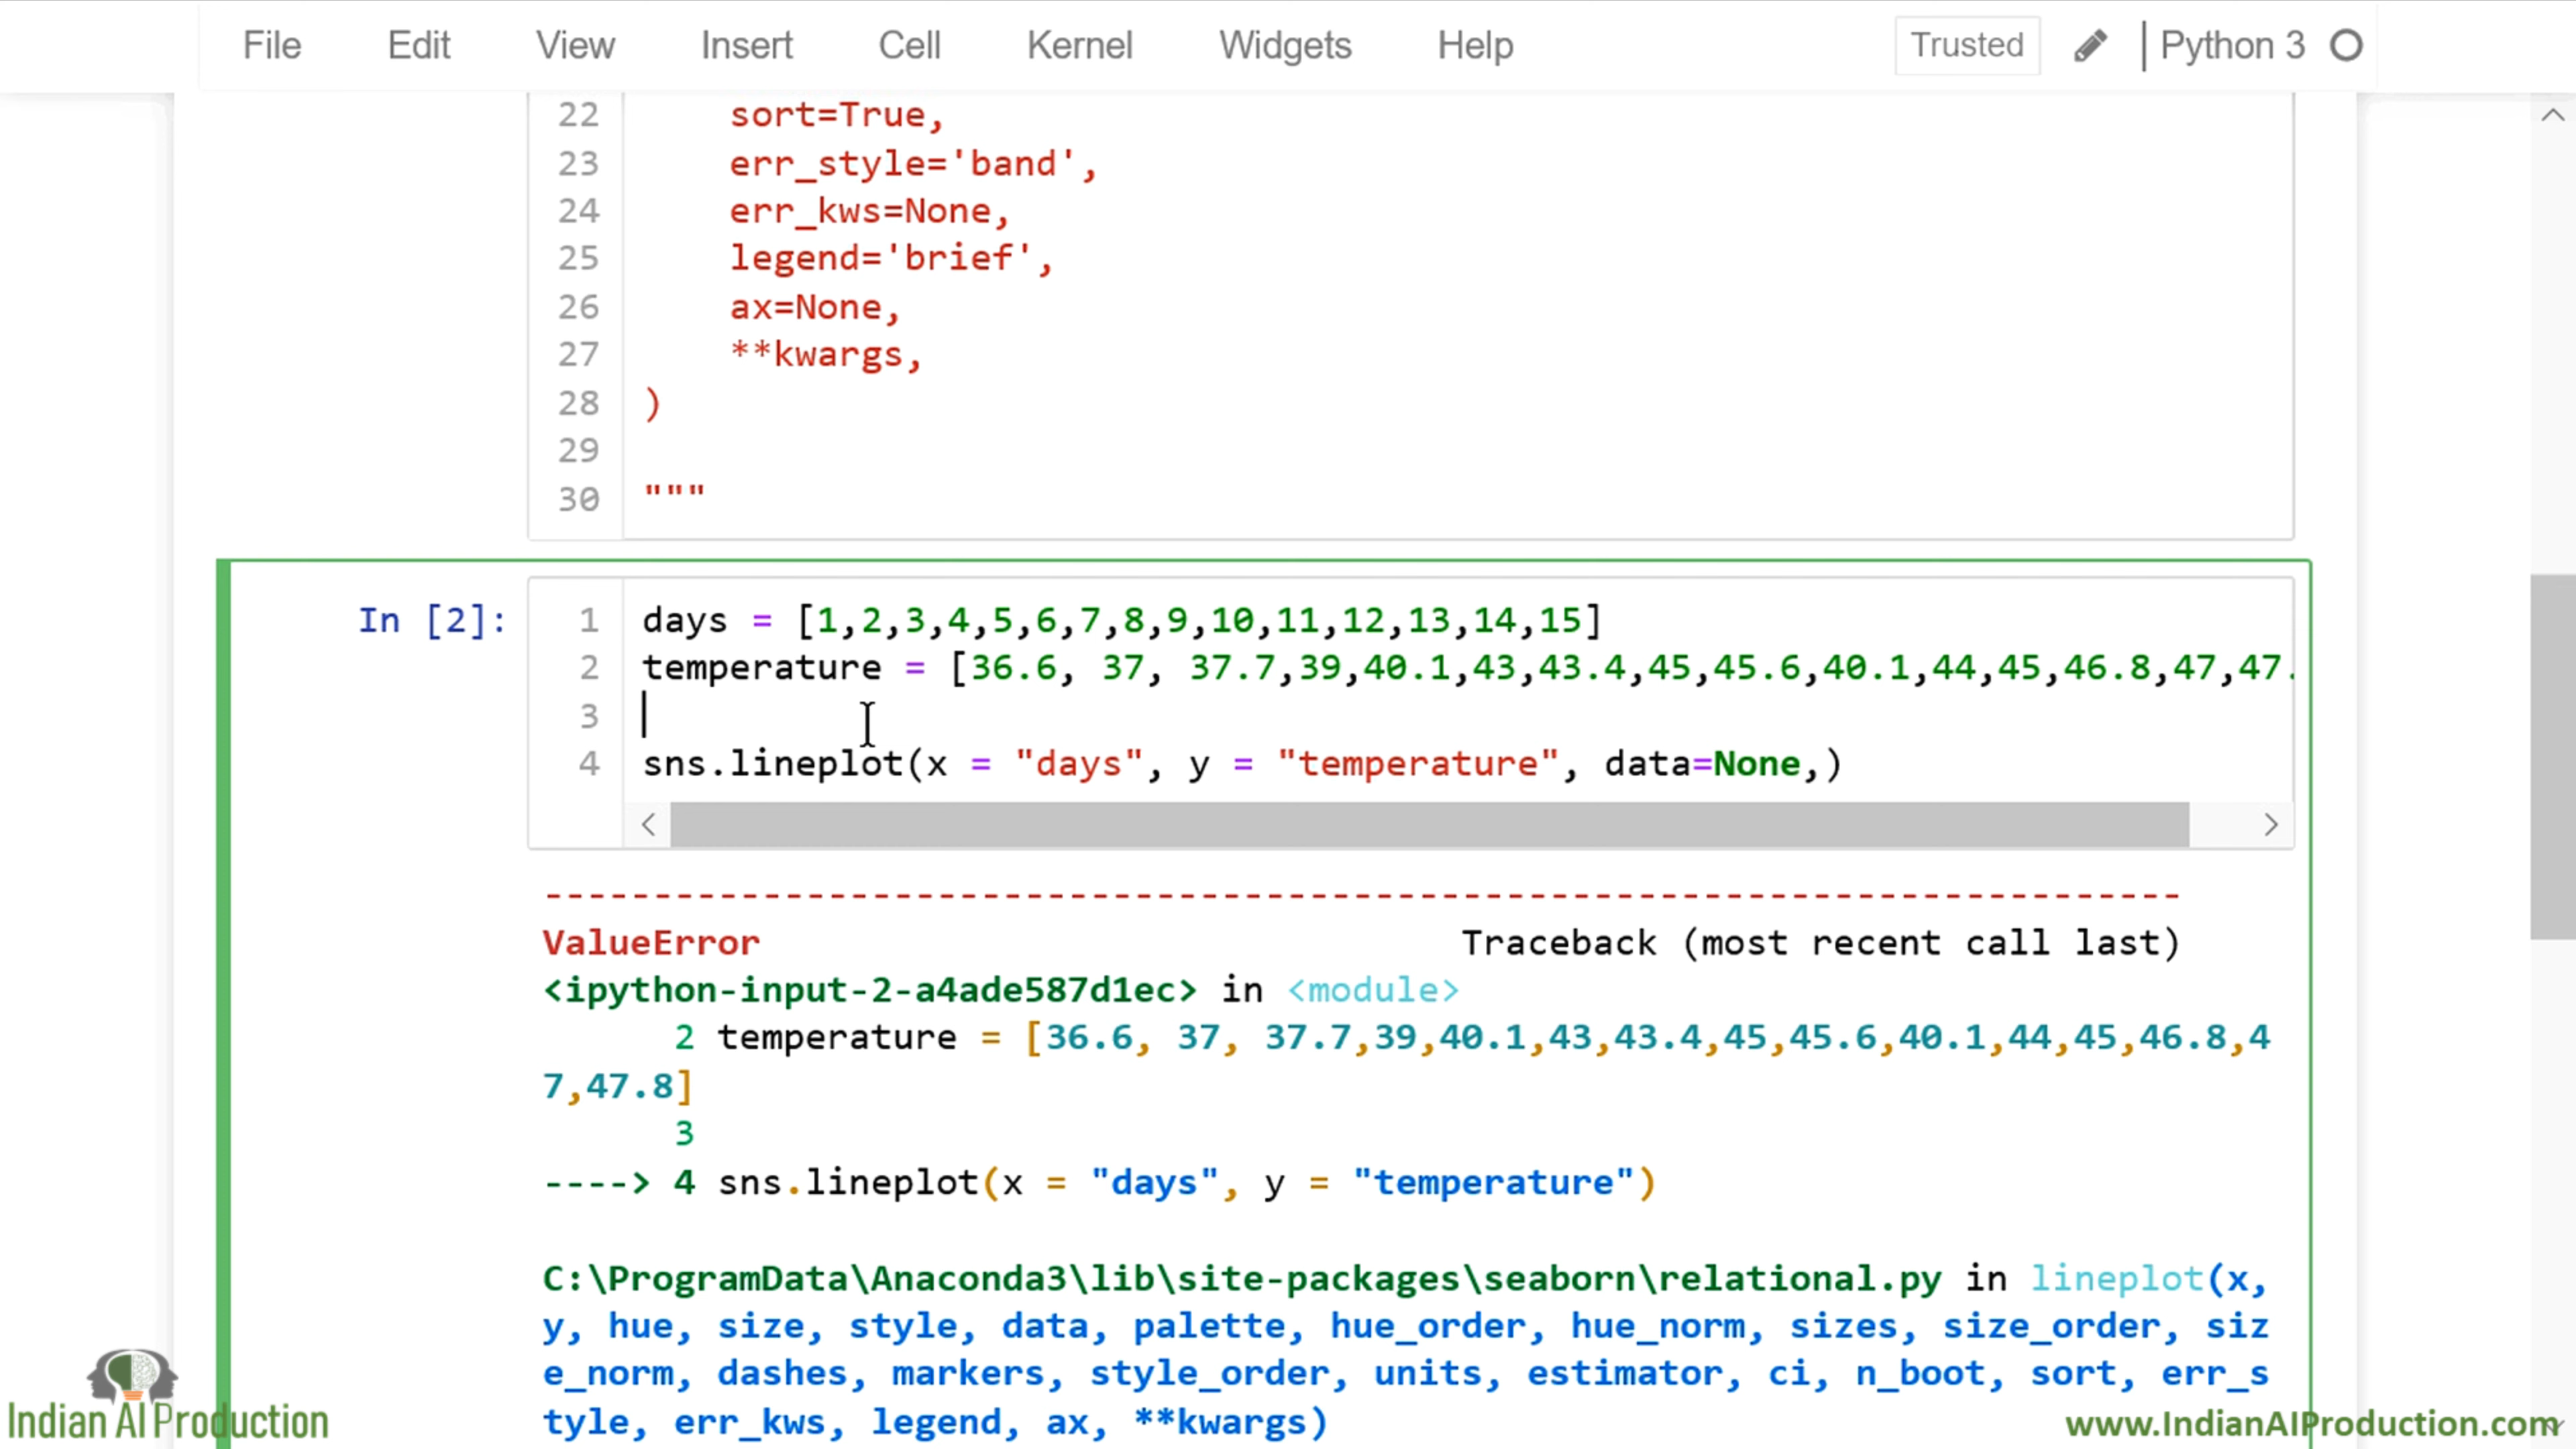 File Edit View Insert Cell Kernel Widgets Help Trusted Python 3
22 sort=True,
23 err_style='band',
24 err_kws=None,
25 legend='brief',
26 ax=None,
27 **kwargs,
28 )
29
30 """
In [2]:
1 days = [1,2,3,4,5,6,7,8,9,10,11,12,13,14,15]
2 temperature = [36.6, 37, 37.7,39,40.1,43,43.4,45,45.6,40.1,44,45,46.8,47,47.
3
4 sns.lineplot(x = "days", y = "temperature", data=None,)
---------------------------------------------------------------------------
ValueError Traceback (most recent call last)
<ipython-input-2-a4ade587d1ec> in <module>
2 temperature = [36.6, 37, 37.7,39,40.1,43,43.4,45,45.6,40.1,44,45,46.8,4
7,47.8]
3
----> 4 sns.lineplot(x = "days", y = "temperature")
C:\ProgramData\Anaconda3\lib\site-packages\seaborn\relational.py in lineplot(x,
y, hue, size, style, data, palette, hue_order, hue_norm, sizes, size_order, siz
e_norm, dashes, markers, style_order, units, estimator, ci, n_boot, sort, err_s
tyle, err_kws, legend, ax, **kwargs)
Indian AI Production
www.IndianAIProduction.com